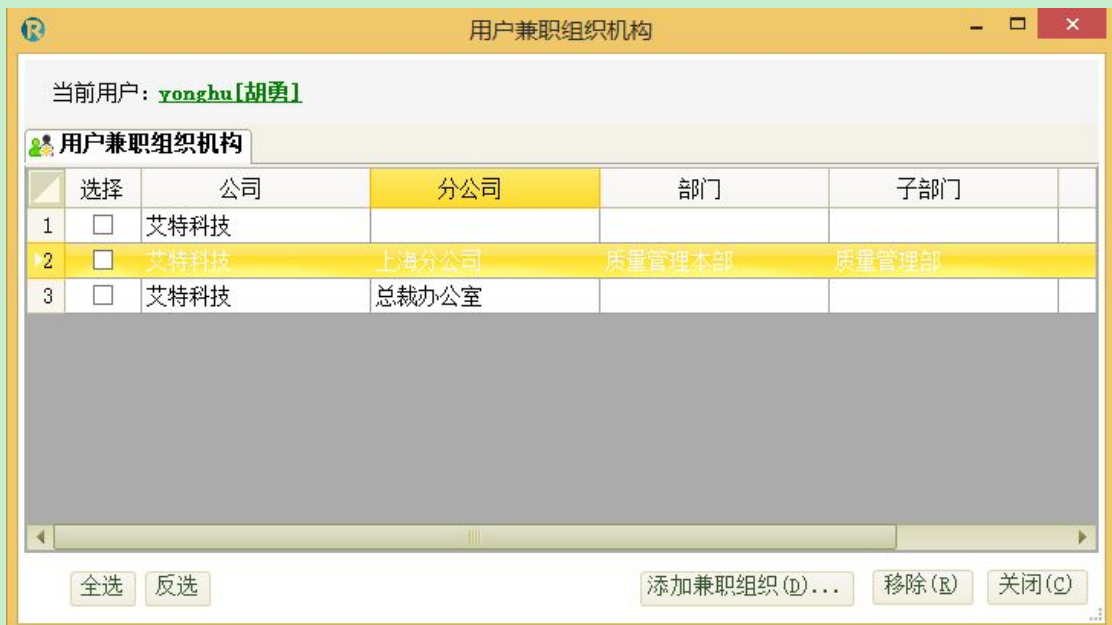 用户兼职组织机构
当前用户: yonghu[胡勇]
用户兼职组织机构
选择 公司 分公司 部门 子部门
1 艾特科技
2 艾特科技 上海分公司 质量管理本部 质量管理部
3 艾特科技 总裁办公室
全选 反选 添加兼职组织(D)... 移除(R) 关闭(C)